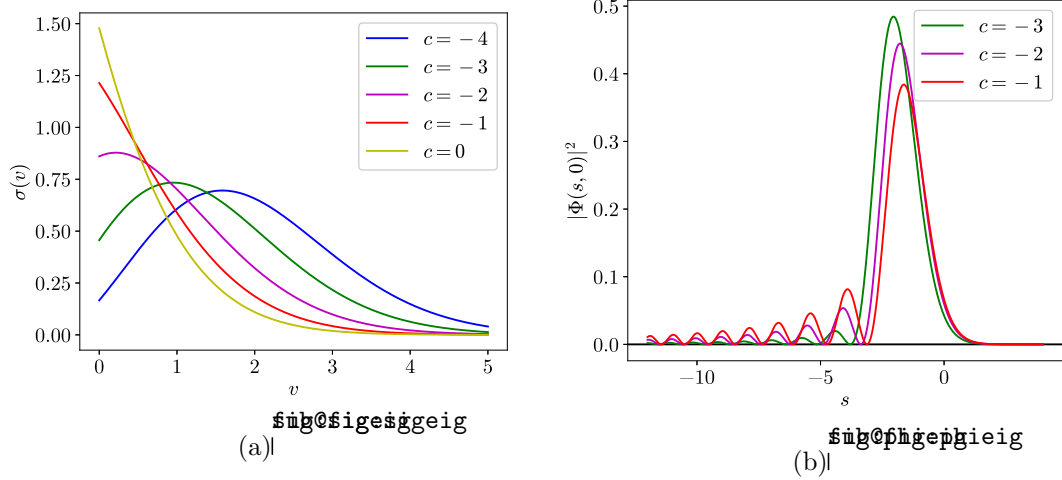 1.50
1.25
1.00
0.75
0.50
0.25
0.00
σ(v)
c = − 4
c = − 3
c = − 2
c = − 1
c = 0
0 1 2 3 4 5
v
(a)
0.5
0.4
0.3
0.2
0.1
0.0
|Φ(s, 0)|²
c = − 3
c = − 2
c = − 1
−10 −5 0
s
(b)